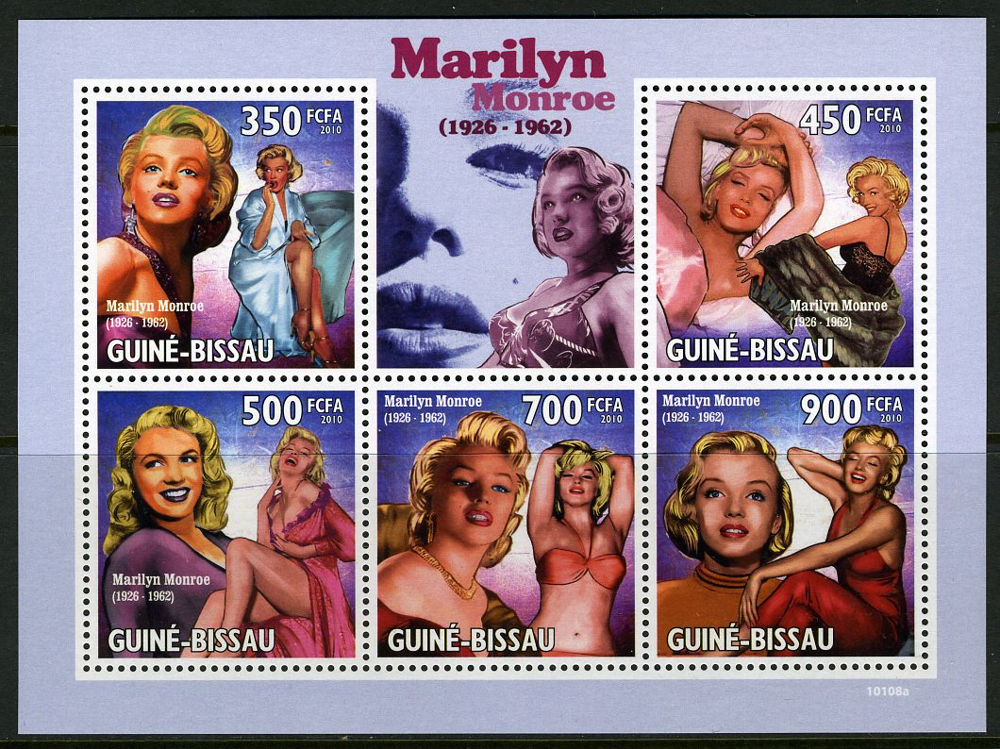 Marilyn
Monroe
(1926 - 1962)
350 FCFA
2010
Marilyn Monroe
(1926 - 1962)
GUINÉ-BISSAU
450 FCFA
2010
Marilyn Monroe
(1926 - 1962)
GUINÉ-BISSAU
500 FCFA
2010
Marilyn Monroe
(1926 - 1962)
GUINÉ-BISSAU
Marilyn Monroe
(1926 - 1962)
700 FCFA
2010
GUINÉ-BISSAU
Marilyn Monroe
(1926 - 1962)
900 FCFA
2010
GUINÉ-BISSAU
10108a